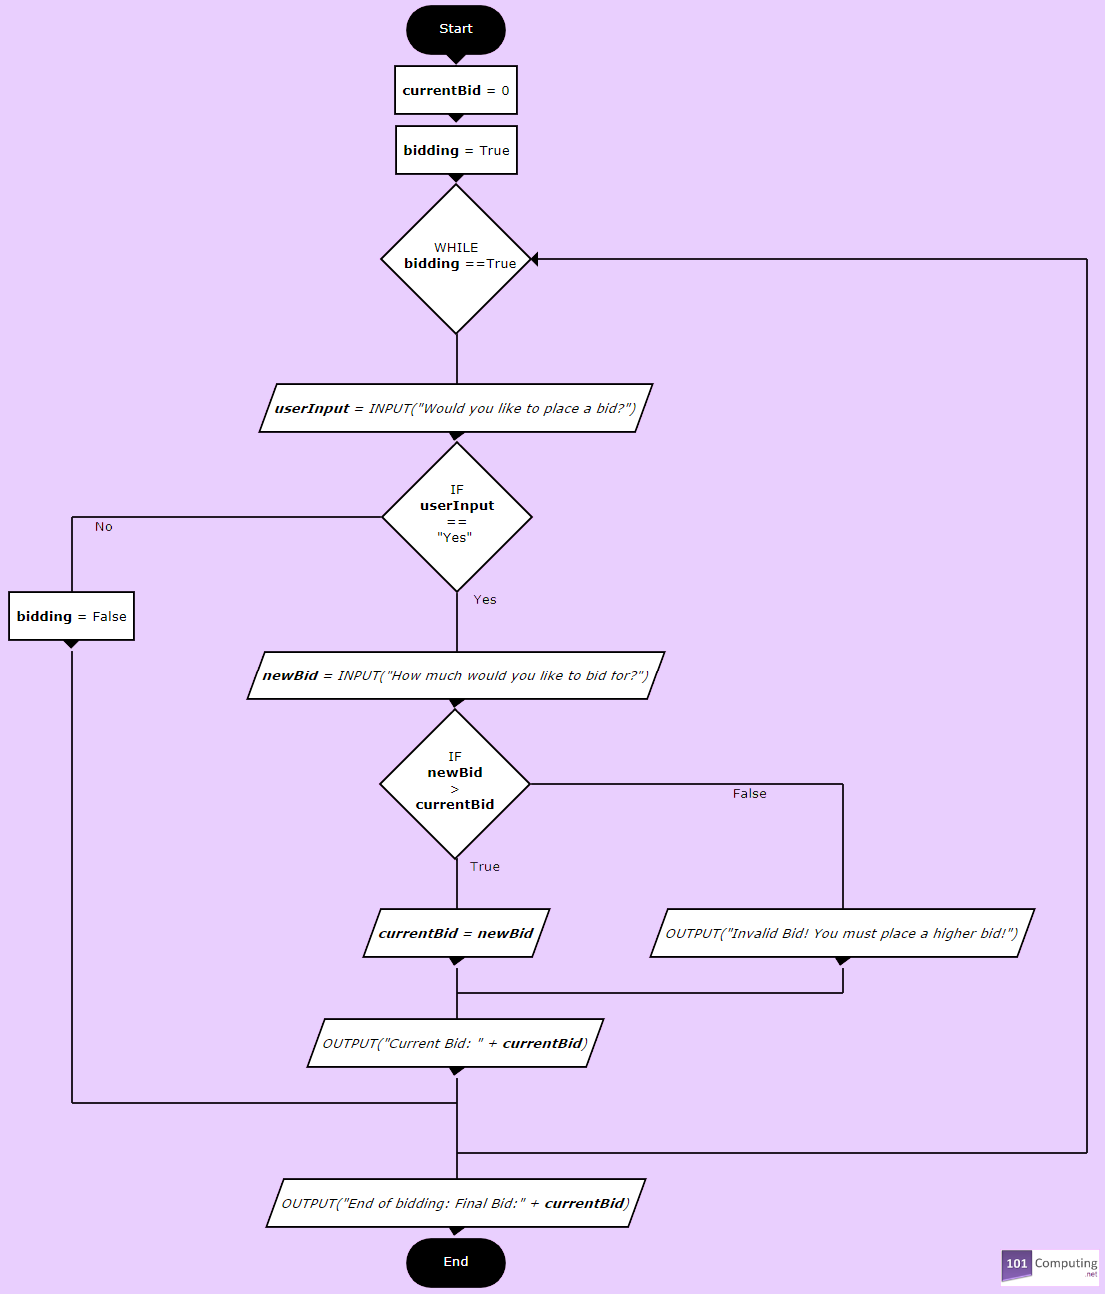 Start
currentBid = 0
bidding = True
WHILE
bidding ==True
userInput = INPUT("Would you like to place a bid?")
IF
userInput
==
"Yes"
No
bidding = False
Yes
newBid = INPUT("How much would you like to bid for?")
IF
newBid
>
currentBid
False
True
currentBid = newBid
OUTPUT("Invalid Bid! You must place a higher bid!")
OUTPUT("Current Bid: " + currentBid)
OUTPUT("End of bidding: Final Bid:" + currentBid)
End
101 Computing
.net